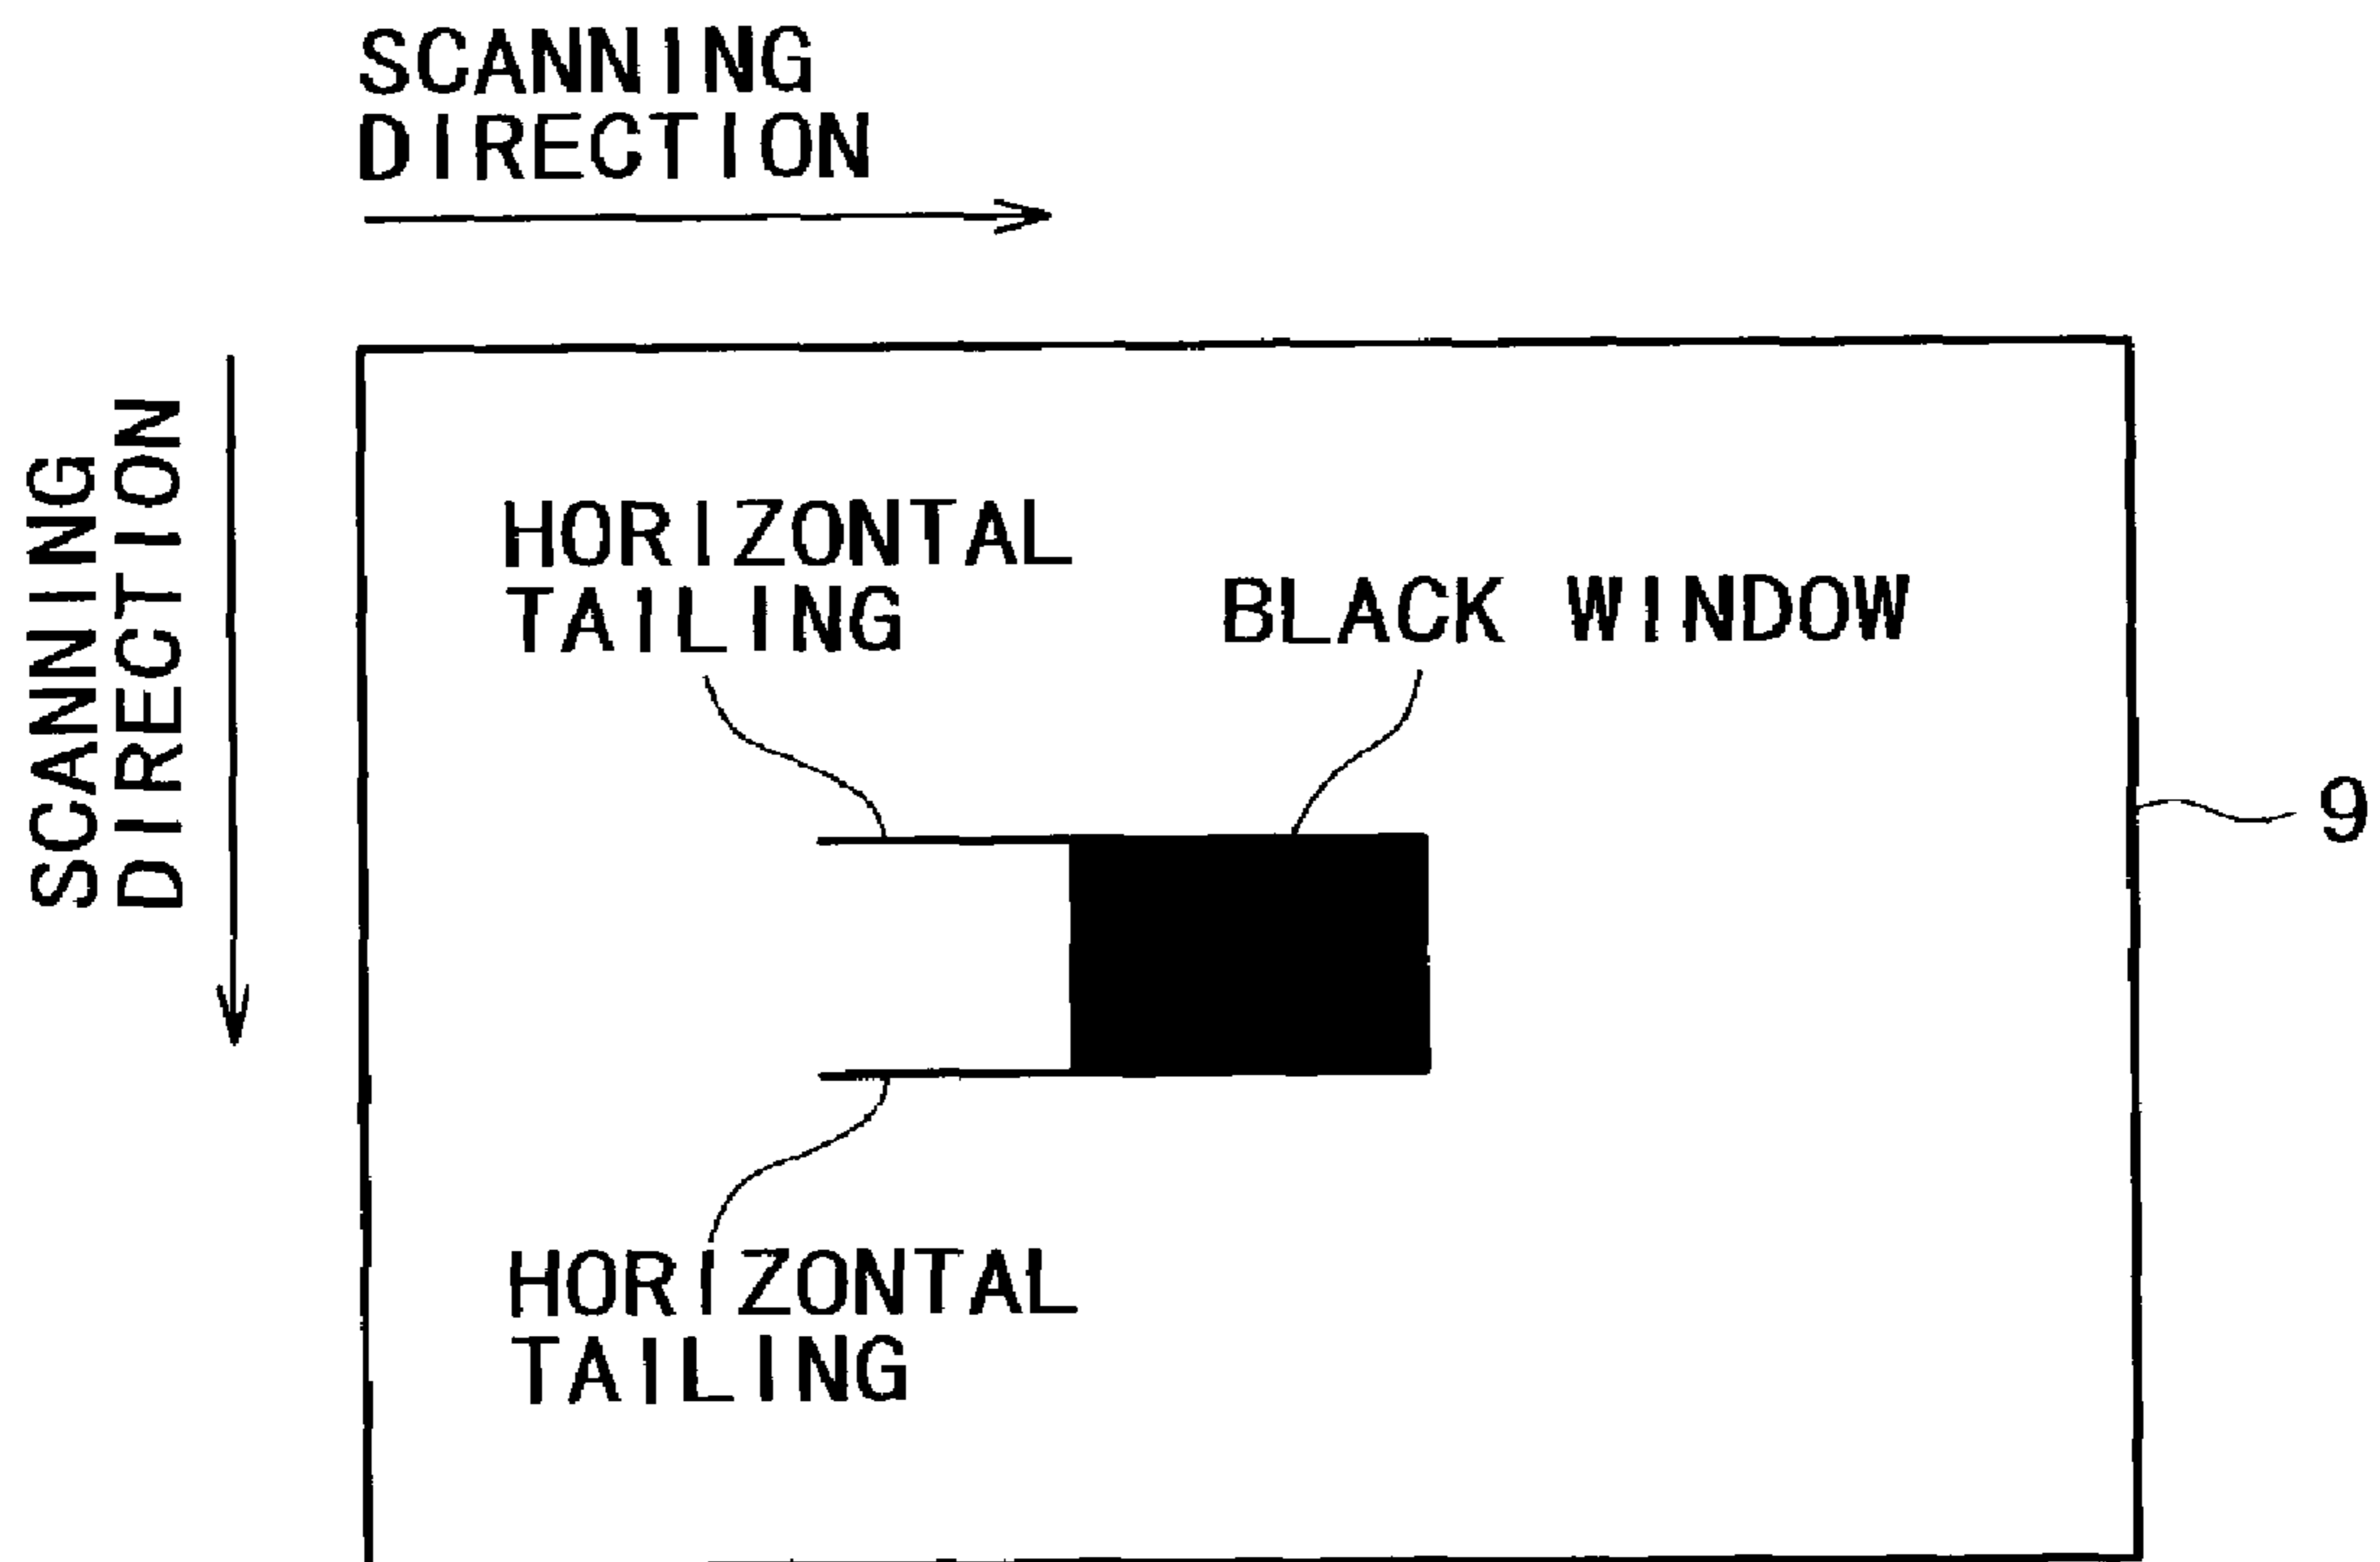 SCANNING
DIRECTION
SCANNING
DIRECTION
HORIZONTAL
TAILING
BLACK WINDOW
9
HORIZONTAL
TAILING